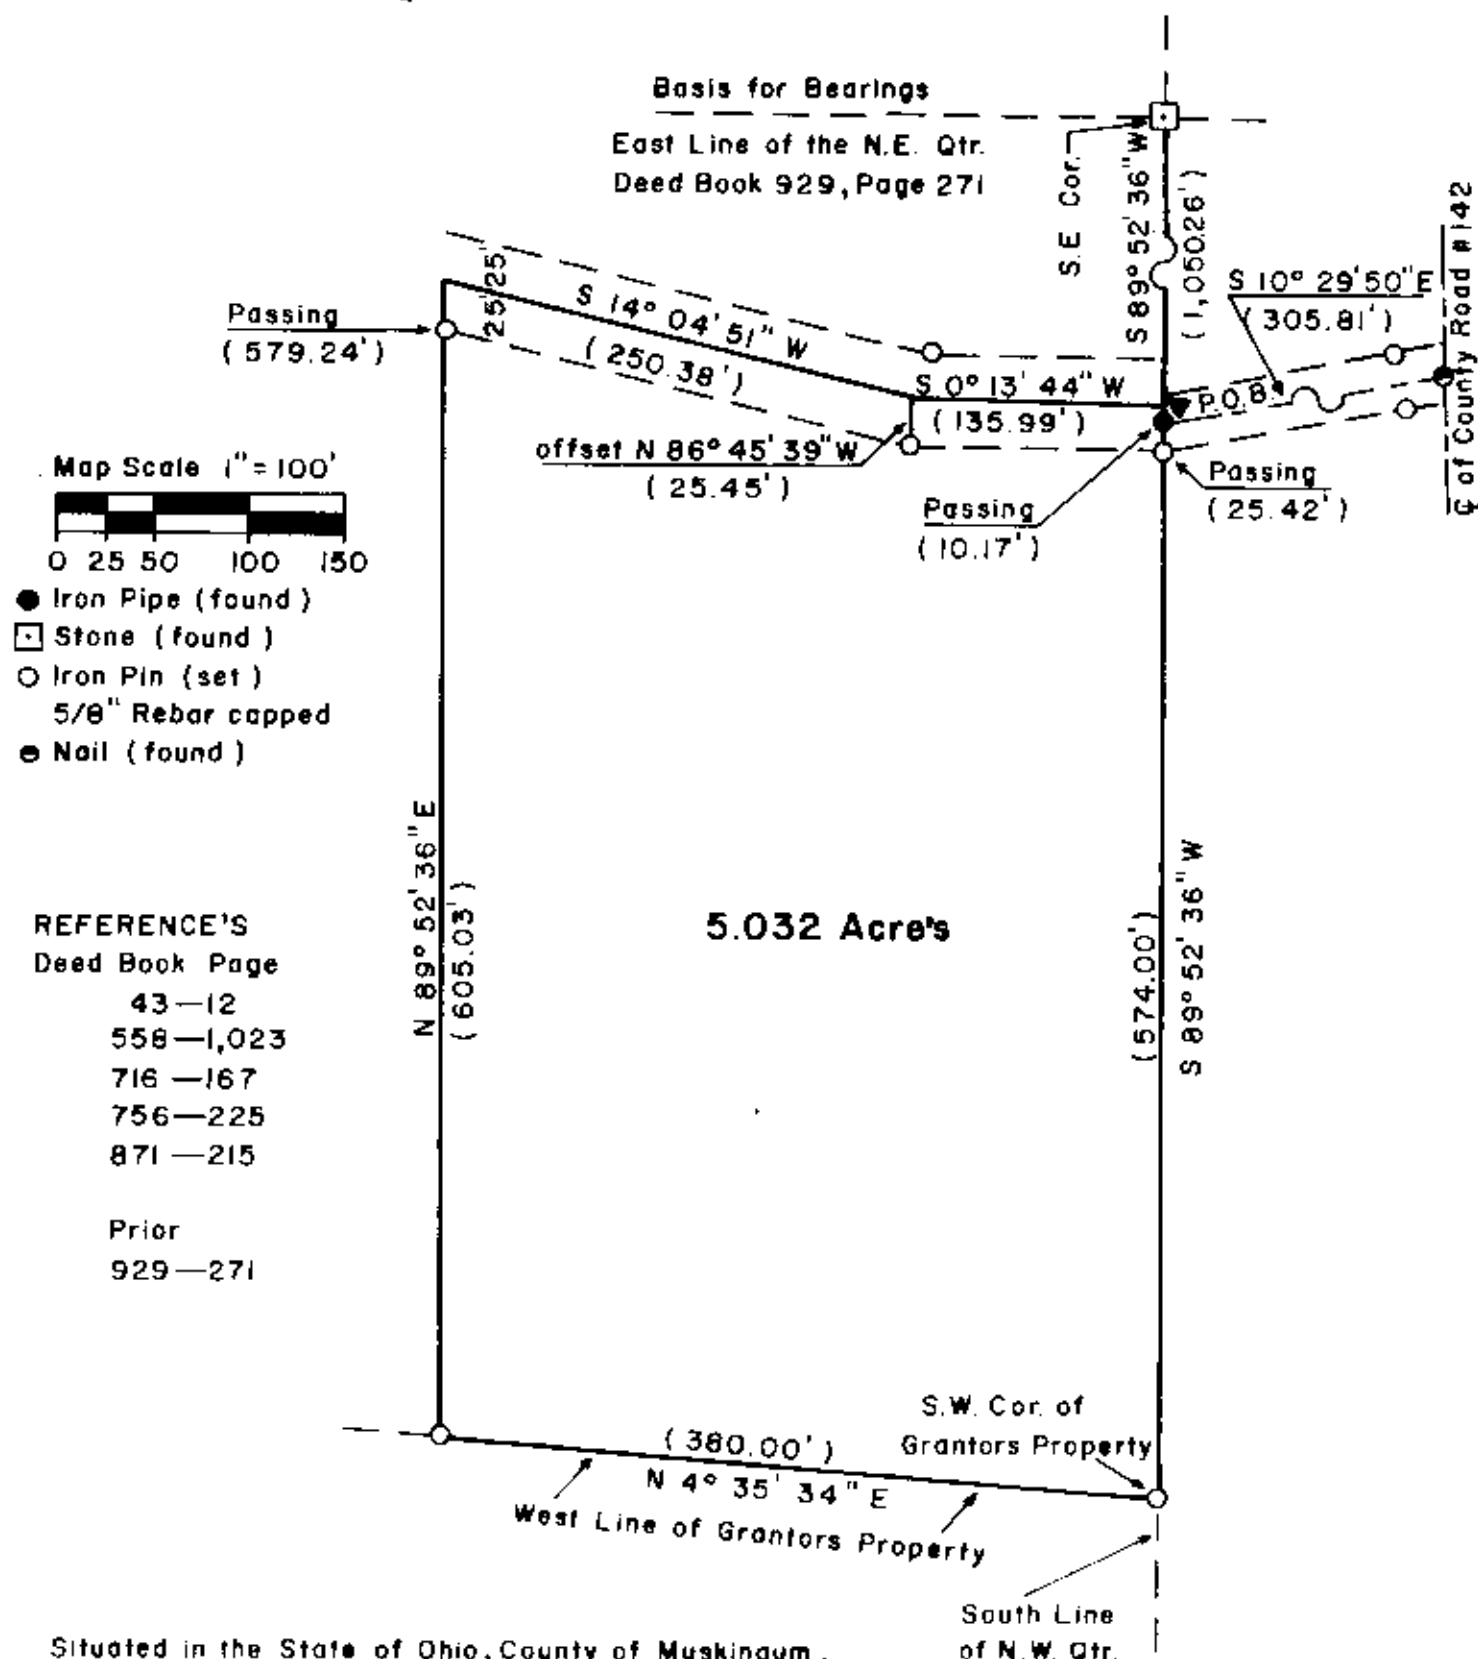 Basis for Bearings
East Line of the N.E. Qtr.
Deed Book 929, Page 271
S.E Cor.
S 89° 52' 36" W
(1,050.26')
S 10° 29' 50" E
(305.81')
℄ of County Road #142
Passing
(579.24')
25' 25'
S 14° 04' 51" W
(250.38')
S 0° 13' 44" W
(135.99')
P.O.B.
offset N 86° 45' 39" W
(25.45')
Passing
(10.17')
Passing
(25.42')
Map Scale 1" = 100'
0 25 50 100 150
Iron Pipe (found)
Stone (found)
Iron Pin (set)
5/8" Rebar capped
Nail (found)
N 89° 52' 36" E
(605.03')
5.032 Acre's
(574.00')
S 89° 52' 36" W
REFERENCE'S
Deed Book Page
43—12
558—1,023
716—167
756—225
871—215
Prior
929—271
S.W. Cor. of
Grantors Property
(380.00')
N 4° 35' 34" E
West Line of Grantors Property
South Line
of N.W. Qtr.
Situated in the State of Ohio, County of Muskingum,